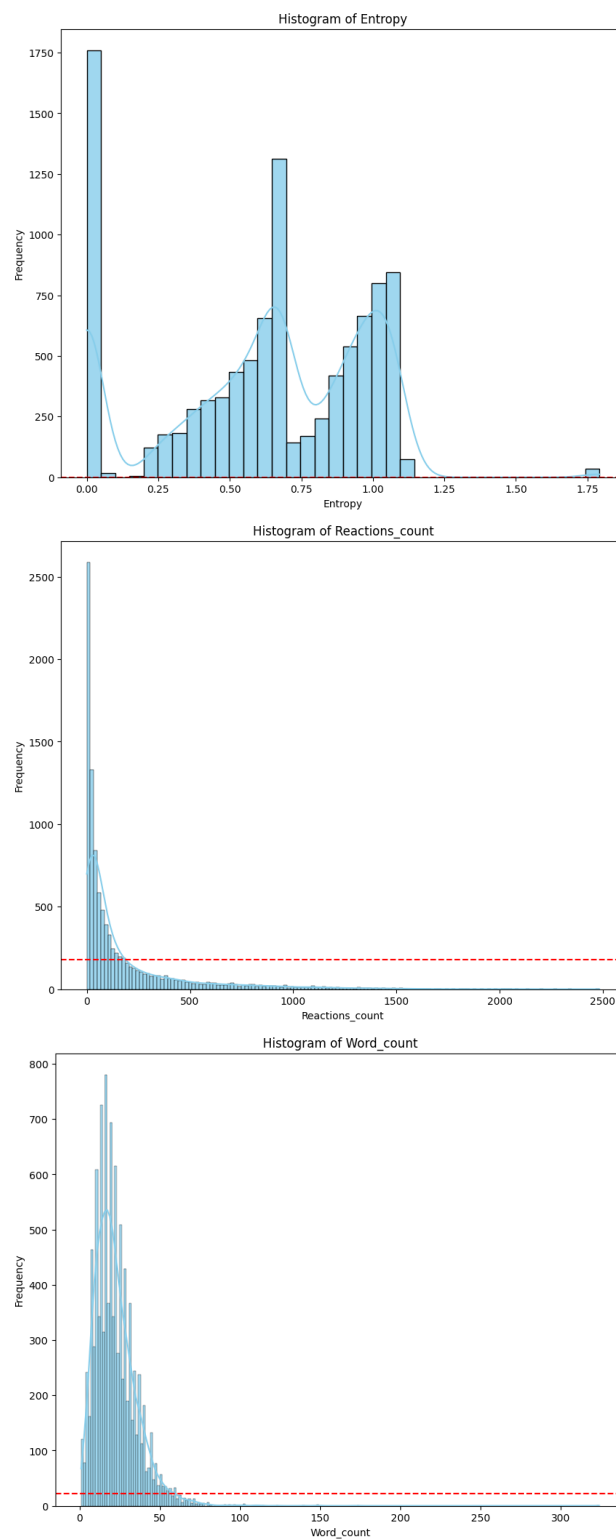 Histogram of Entropy
1750
1500
1250
1000
750
500
250
0
Frequency
0.00 0.25 0.50 0.75 1.00 1.25 1.50 1.75
Entropy
Histogram of Reactions_count
2500
2000
1500
1000
500
0
Frequency
0 500 1000 1500 2000 2500
Reactions_count
Histogram of Word_count
800
700
600
500
400
300
200
100
0
Frequency
0 50 100 150 200 250 300
Word_count